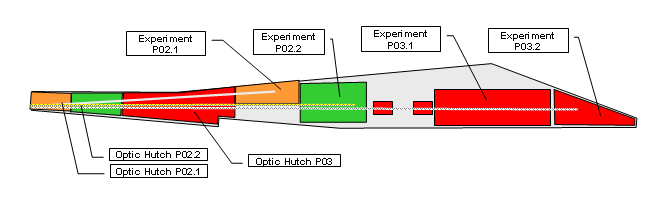 Experiment
P02.1
Experiment
P02.2
Experiment
P03.1
Experiment
P03.2
Optic Hutch P02.2
Optic Hutch P02.1
Optic Hutch P03